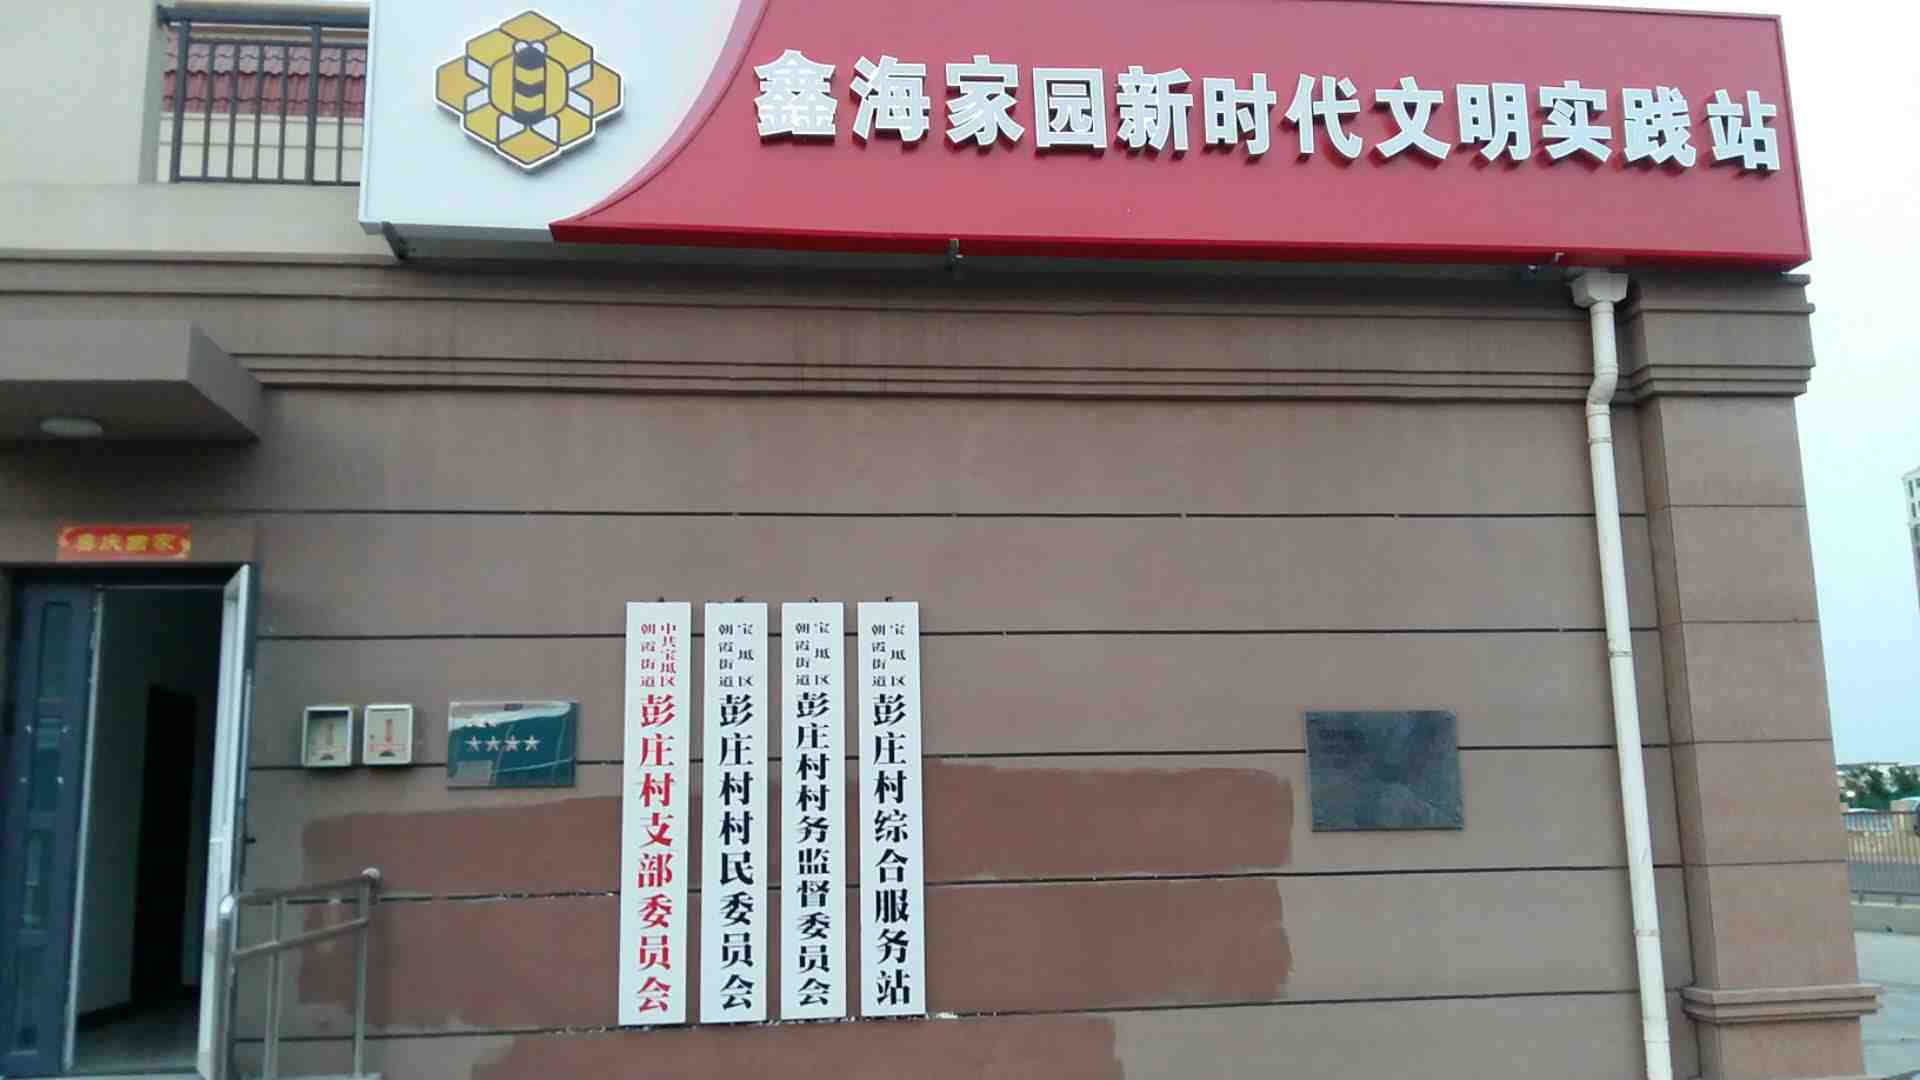 鑫海家园新时代文明实践站
喜庆回家
中共宝坻区
朝霞街道
彭庄村支部委员会
宝坻区
朝霞街道
彭庄村村民委员会
宝坻区
朝霞街道
彭庄村村务监督委员会
宝坻区
朝霞街道
彭庄村综合服务站